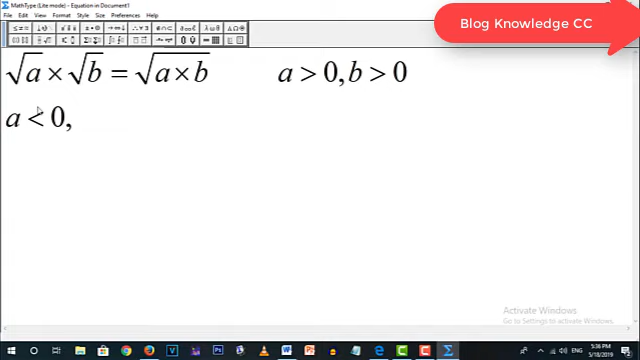 MathType (Lite mode) - Equation in Document1
File Edit View Format Style Size Preferences Help
Blog Knowledge CC
√a × √b = √a × b    a > 0, b > 0
a < 0,
Activate Windows
Go to Settings to activate Windows.
5:36 PM
5/18/2019